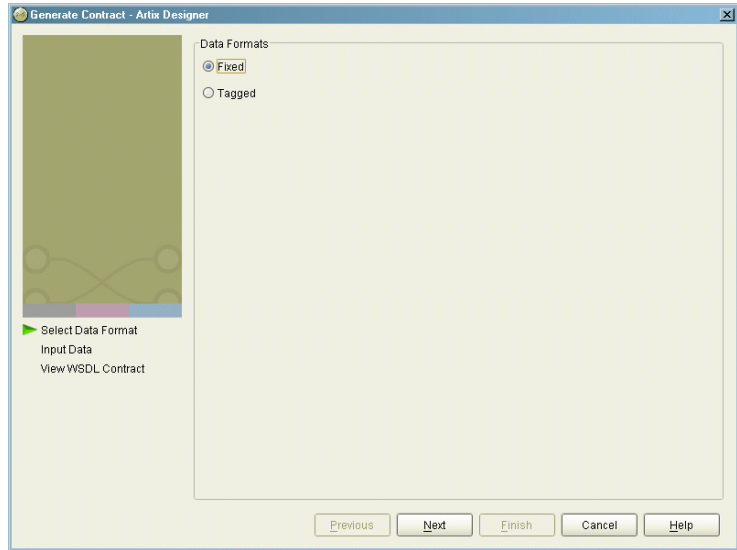 Generate Contract - Artix Designer
Data Formats
Fixed
Tagged
Select Data Format
Input Data
View WSDL Contract
Previous Next Finish Cancel Help